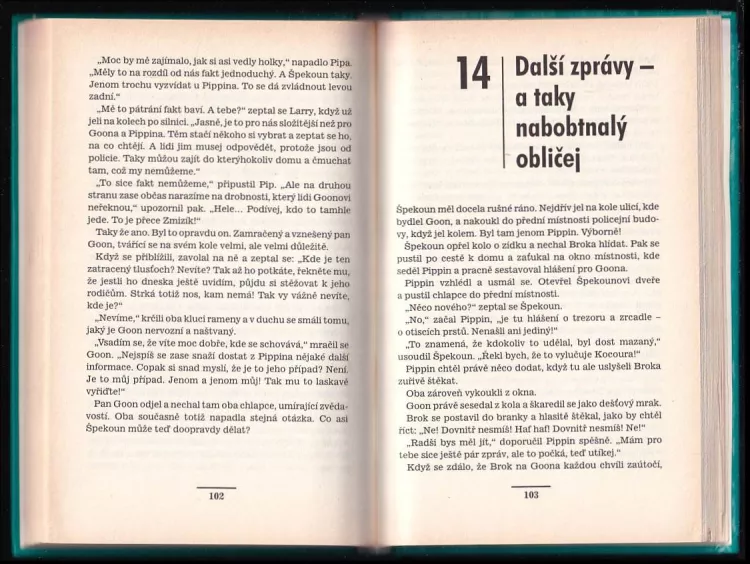 „Moc by mě zajímalo, jak si asi vedly holky,“ napadlo Pipa.
„Měly to na rozdíl od nás fakt jednoduchý. A Špekoun taky.
Jenom trochu vyzvídat u Pippina. To se dá zvládnout levou
zadní.“
„Mě to pátrání fakt baví. A tebe?“ zeptal se Larry, když už
jeli na kolech po silnici. „Jasně, je to pro nás složitější než pro
Goona a Pippina. Těm stačí někoho si vybrat a zeptat se ho,
na co chtějí. A lidi jim musej odpovědět, protože jsou od
policie. Taky můžou zajít do kterýhokoliv domu a čmuchat
tam, což my nemůžeme.“
„To sice fakt nemůžeme,“ připustil Pip. „Ale na druhou
stranu zase občas narazíme na drobnosti, který lidi Goonovi
neřeknou,“ upozornil pak. „Hele... Podívej, kdo to tamhle
jede. To je přece Zmizík!“
Taky že ano. Byl to opravdu on. Zamračený a vznešený pan
Goon, tvářící se na svém kole velmi, ale velmi důležitě.
Když se přiblížili, zavolal na ně a zeptal se: „Kde je ten
zatracený tlusťoch? Nevíte? Tak až ho potkáte, řekněte mu,
že jestli ho dneska ještě uvidím, půjdu si stěžovat k jeho
rodičům. Strká totiž nos, kam nemá! Tak vy vážně nevíte,
kde je?“
„Nevíme,“ krčili oba kluci rameny a v duchu se smáli tomu,
jaký je Goon nervozní a naštvaný.
„Vsadím se, že víte moc dobře, kde se schovává,“ mračil se
Goon. „Nejspíš se zase snaží dostat z Pippina nějaké další
informace. Copak si snad myslí, že je to jeho případ? Není.
Je to můj případ. Jenom a jenom můj! Tak mu to laskavě
vyřiďte!“
Pan Goon odjel a nechal tam oba chlapce, umírající zvěda-
vostí. Oba současně totiž napadla stejná otázka. Co asi
Špekoun může teď doopravdy dělat?
102
14
Další zprávy –
a taky
nabobtnalý
obličej
Špekoun měl docela rušné ráno. Nejdřív jel na kole ulicí, kde
bydlel Goon, a nakoukl do přední místnosti policejní budo-
vy, když jel kolem. Byl tam jenom Pippin. Výborně!
Špekoun opřel kolo o zídku a nechal Broka hlídat. Pak se
pustil po cestě k domu a zaťukal na okno místnosti, kde
seděl Pippin a pracně sestavoval hlášení pro Goona.
Pippin vzhlédl a usmál se. Otevřel Špekounovi dveře
a pustil chlapce do přední místnosti.
„Něco nového?“ zeptal se Špekoun.
„No,“ začal Pippin, „je tu hlášení o trezoru a zrcadle –
o otiscích prstů. Nenašli ani jediný!“
„To znamená, že kdokoliv to udělal, byl dost mazaný,“
usoudil Špekoun. „Řekl bych, že to vylučuje Kocoura!“
Pippin chtěl právě něco dodat, když tu ale uslyšeli Broka
zuřivě štěkat.
Oba zároveň vykoukli z okna.
Goon právě sesedal z kola a škaredil se jako dešťový mrak.
Brok se postavil do branky a hlasitě štěkal, jako by chtěl
říct: „Ne! Dovnitř nesmíš! Haf haf! Dovnitř nesmíš! Ne!“
„Radši bys měl jít,“ doporučil Pippin spěšně. „Mám pro
tebe sice ještě pár zpráv, ale to počká, teď utíkej.“
Když se zdálo, že Brok na Goona každou chvíli zaútočí,
103